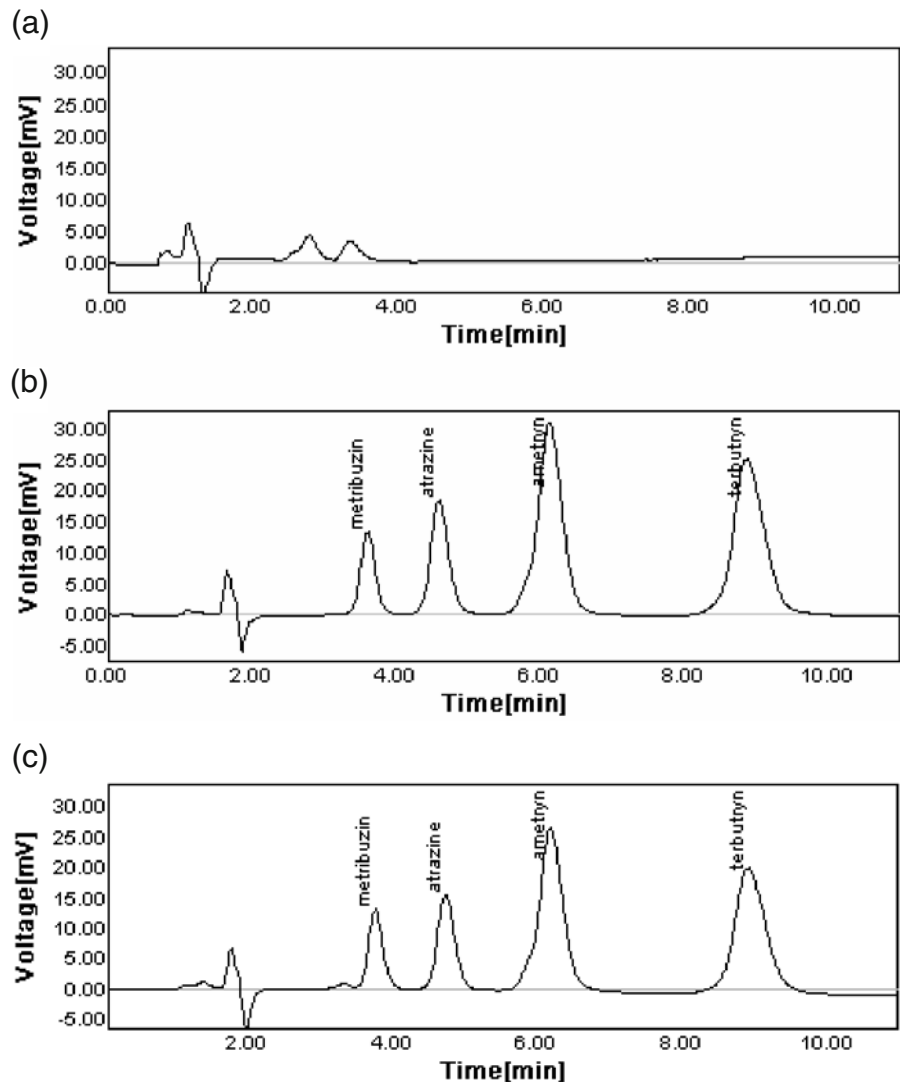 (a)
Voltage[mV]
30.00
25.00
20.00
15.00
10.00
5.00
0.00
0.00 2.00 4.00 6.00 8.00 10.00
Time[min]
(b)
Voltage[mV]
30.00
25.00
20.00
15.00
10.00
5.00
0.00
-5.00
metribuzin
atrazine
ametryn
terbutryn
0.00 2.00 4.00 6.00 8.00 10.00
Time[min]
(c)
Voltage[mV]
30.00
25.00
20.00
15.00
10.00
5.00
0.00
-5.00
metribuzin
atrazine
ametryn
terbutryn
2.00 4.00 6.00 8.00 10.00
Time[min]